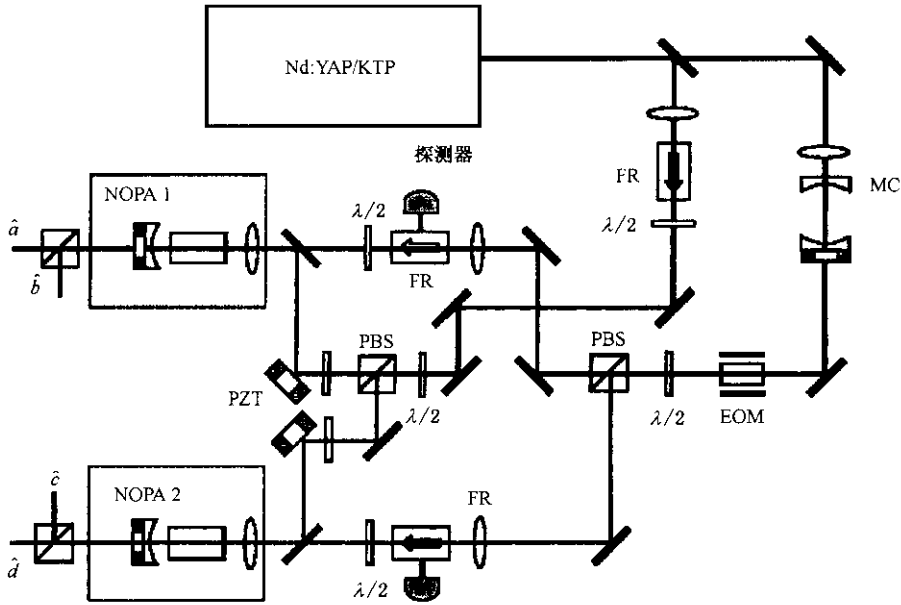 Nd:YAP/KTP
探测器
FR
MC
NOPA 1
λ/2
λ/2
â
b̂
FR
PBS
PBS
PZT
λ/2
λ/2
EOM
ĉ
NOPA 2
FR
d̂
λ/2